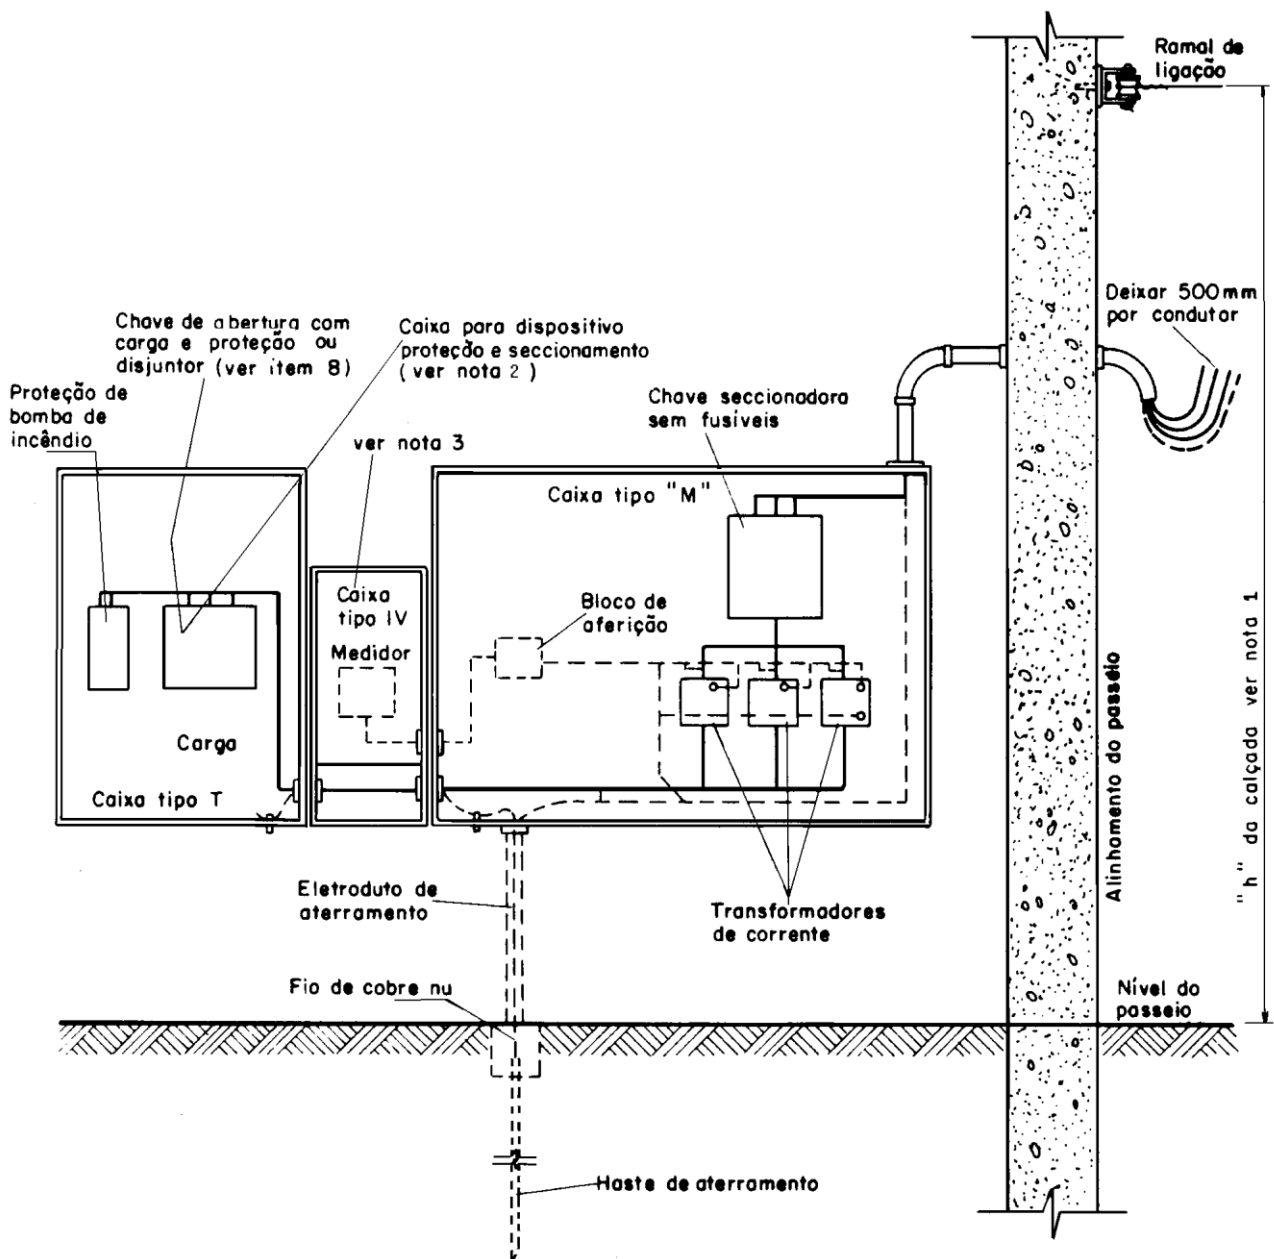 Ramal de
ligação
Deixar 500mm
por condutor
Chave de abertura com
carga e proteção ou
disjuntor (ver item 8)
Caixa para dispositivo
proteção e seccionamento
(ver nota 2)
Proteção de
bomba de
incêndio
ver nota 3
Chave seccionadora
sem fusíveis
Caixa tipo "M"
Caixa
tipo IV
Medidor
Bloco de
aferição
Carga
Caixa tipo T
Eletroduto de
aterramento
Transformadores
de corrente
Alinhamento do passeio
"h" da calçada ver nota 1
Fio de cobre nu
Nível do
passeio
Haste de aterramento